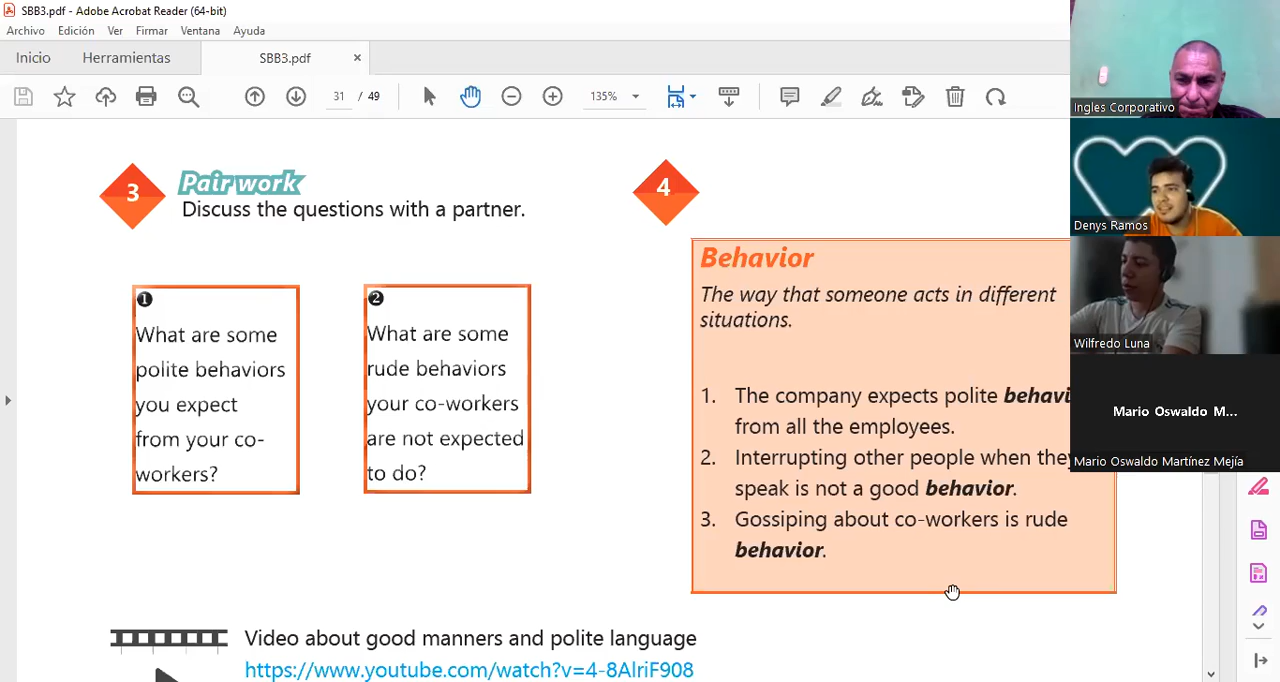 SBB3.pdf - Adobe Acrobat Reader (64-bit)
Archivo Edición Ver Firmar Ventana Ayuda
Inicio Herramientas SBB3.pdf ×
31 / 49 135%
3
Pair work
Discuss the questions with a partner.
1
What are some
polite behaviors
you expect
from your co-
workers?
2
What are some
rude behaviors
your co-workers
are not expected
to do?
4
Behavior
The way that someone acts in different
situations.
1. The company expects polite behavi
from all the employees.
2. Interrupting other people when they
speak is not a good behavior.
3. Gossiping about co-workers is rude
behavior.
Video about good manners and polite language
https://www.youtube.com/watch?v=4-8AlriF908
Ingles Corporativo
Denys Ramos
Wilfredo Luna
Mario Oswaldo M...
Mario Oswaldo Martínez Mejía